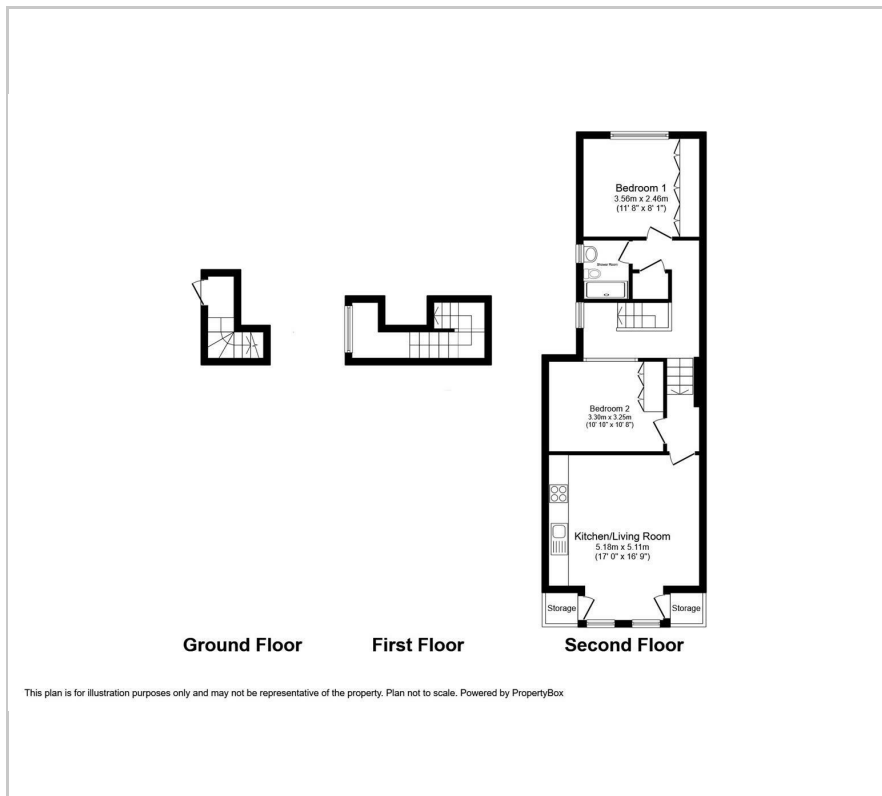 Bedroom 1
3.56m x 2.46m
(11' 8" x 8' 1")
Shower Room
Bedroom 2
3.30m x 3.25m
(10' 10" x 10' 8")
Kitchen/Living Room
5.18m x 5.11m
(17' 0" x 16' 9")
Storage
Storage
Ground Floor
First Floor
Second Floor
This plan is for illustration purposes only and may not be representative of the property. Plan not to scale. Powered by PropertyBox